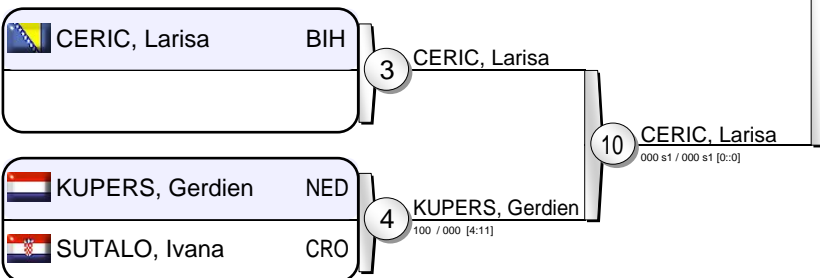 CERIC, Larisa BIH
3 CERIC, Larisa
10 CERIC, Larisa
000 s1 / 000 s1 [0::0]
KUPERS, Gerdien NED
4 KUPERS, Gerdien
100 / 000 [4:11]
SUTALO, Ivana CRO